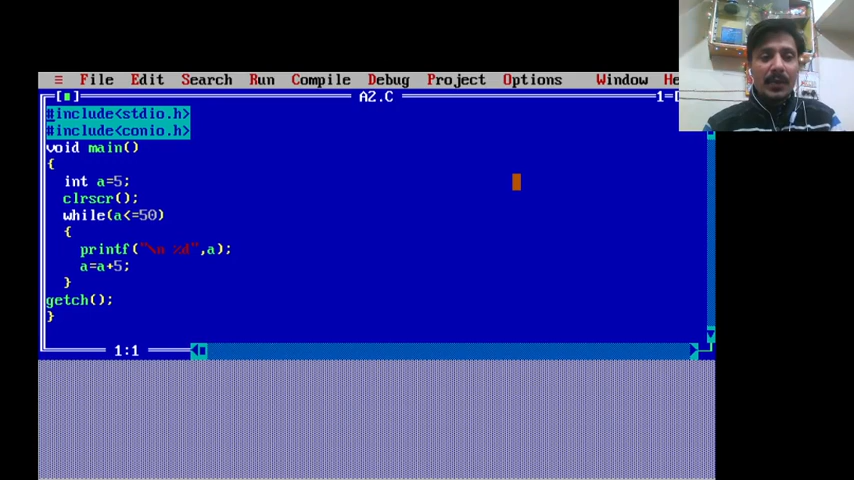 ≡ File Edit Search Run Compile Debug Project Options Window He
[■] A2.C 1=[
#include<stdio.h>
#include<conio.h>
void main()
{
int a=5;
clrscr();
while(a<=50)
{
printf("\n %d",a);
a=a+5;
}
getch();
}
1:1